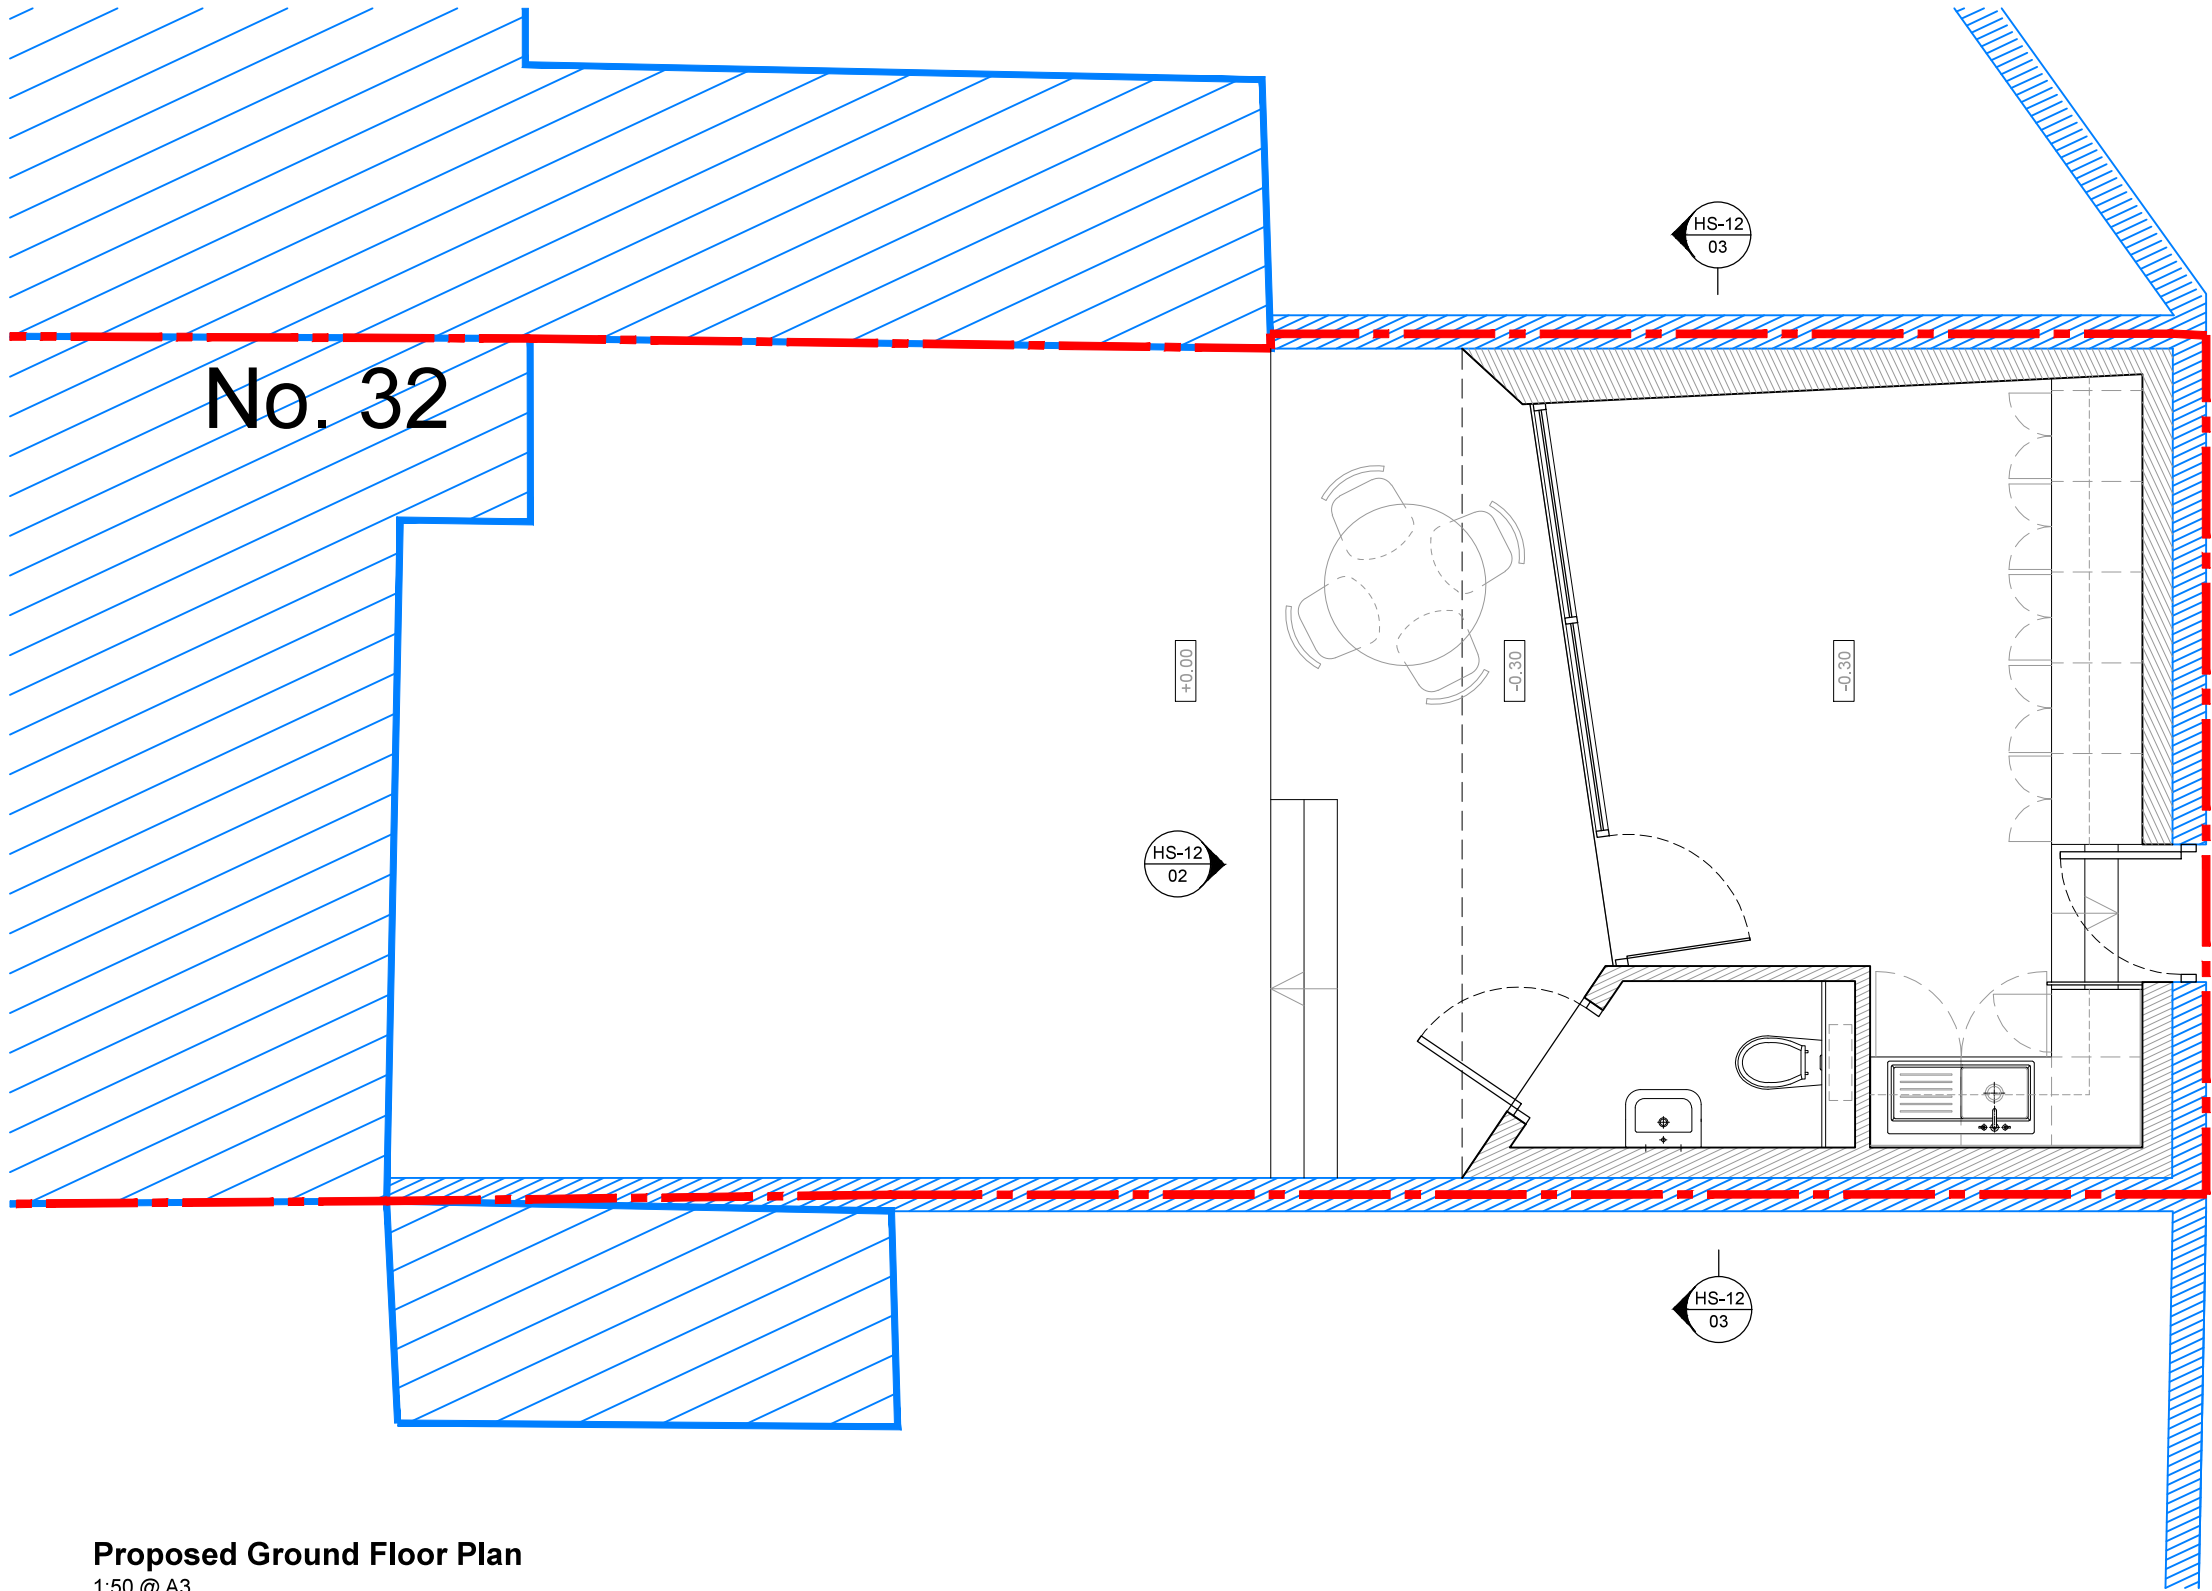 HS-12
03
No. 32
+0.00
-0.30
-0.30
HS-12
02
HS-12
03
Proposed Ground Floor Plan
1:50 @ A3